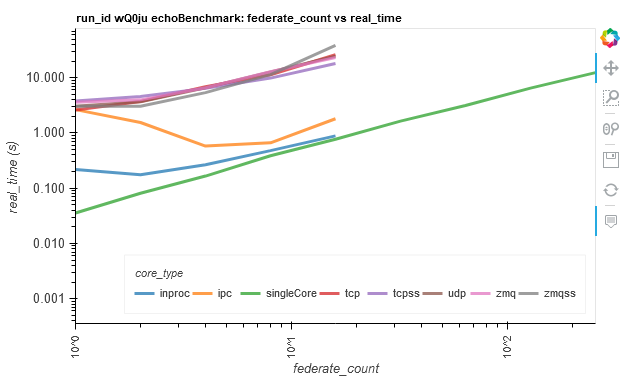 run_id wQ0ju echoBenchmark: federate_count vs real_time
10.000
1.000
0.100
0.010
0.001
real_time (s)
core_type
inproc ipc singleCore tcp tcpss udp zmq zmqss
10^0 10^1 10^2
federate_count